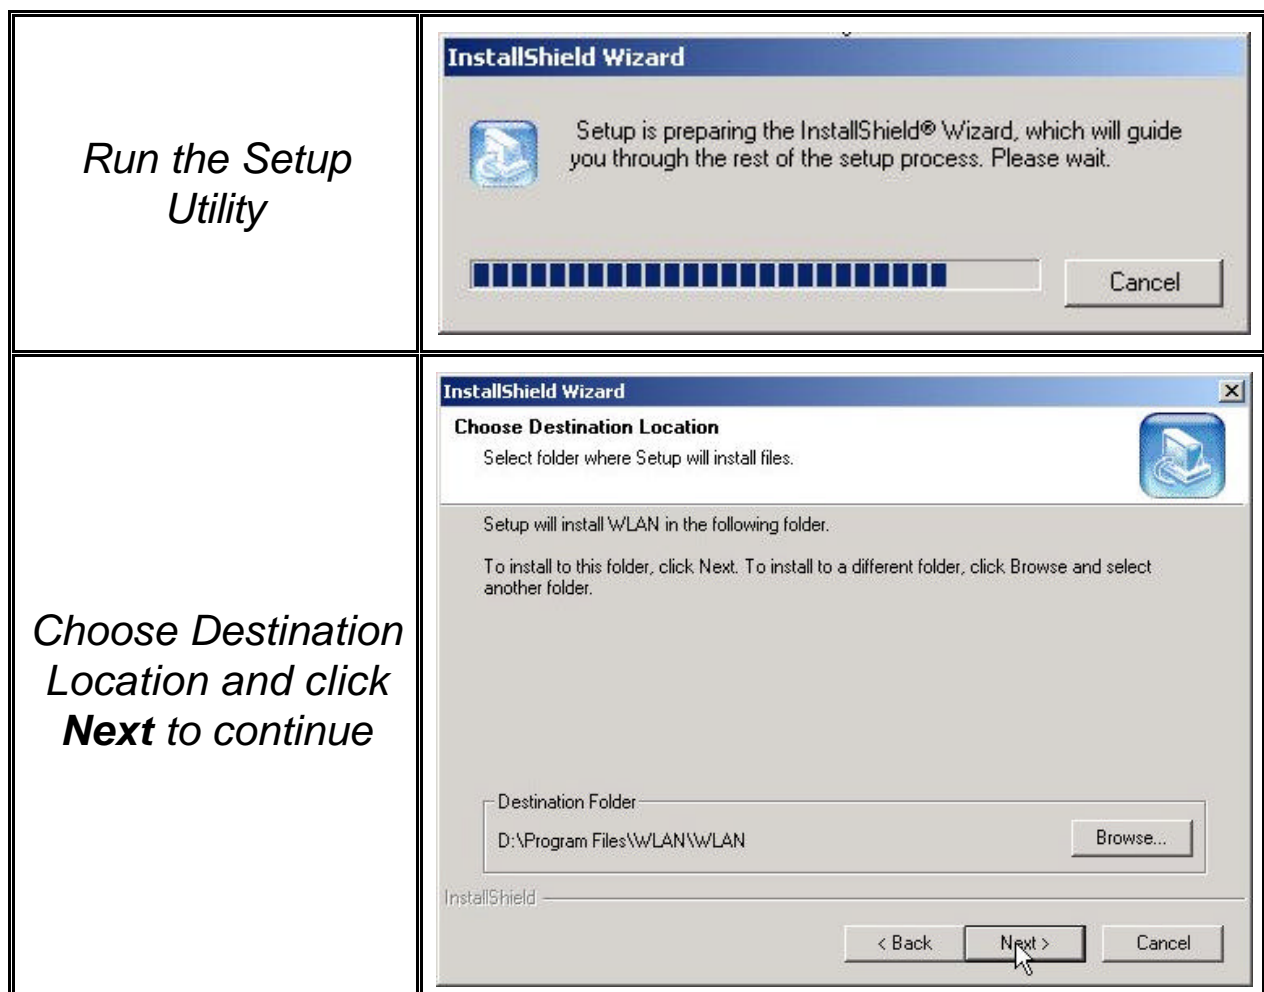 Run the Setup
Utility
InstallShield Wizard
Setup is preparing the InstallShield® Wizard, which will guide
you through the rest of the setup process. Please wait.
Cancel
Choose Destination
Location and click
Next to continue
InstallShield Wizard
Choose Destination Location
Select folder where Setup will install files.
Setup will install WLAN in the following folder.
To install to this folder, click Next. To install to a different folder, click Browse and select
another folder.
Destination Folder
D:\Program Files\WLAN\WLAN
Browse...
InstallShield
< Back
Next >
Cancel